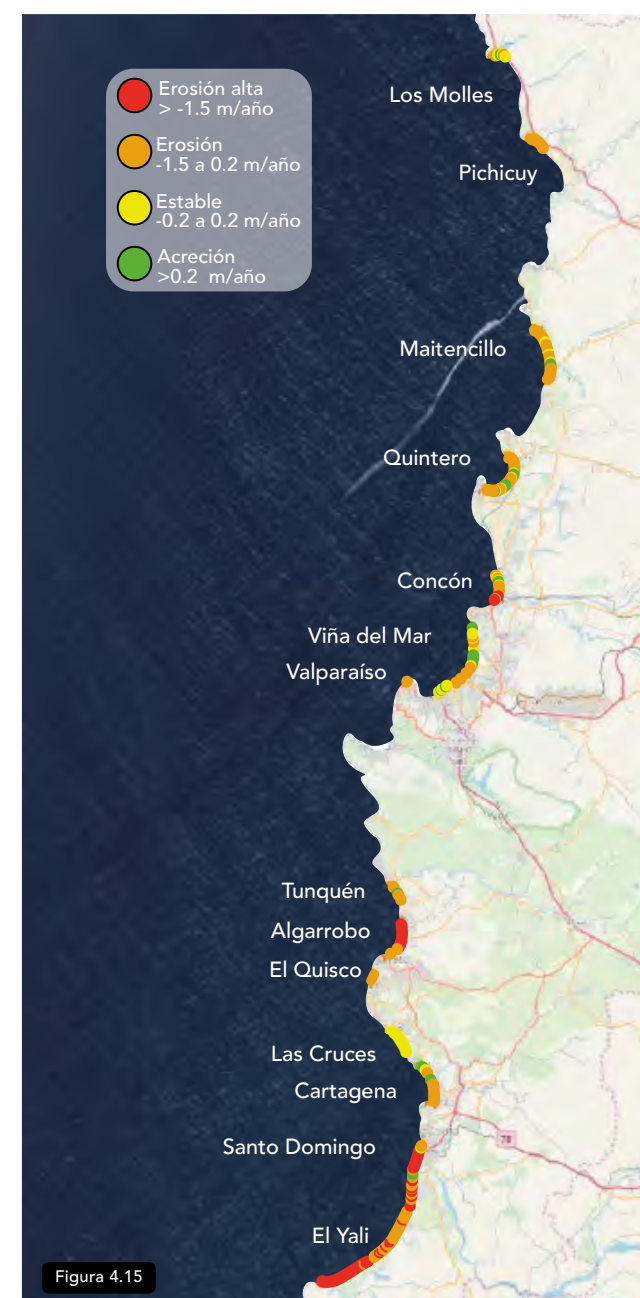 Erosión alta
> -1.5 m/año
Erosión
-1.5 a 0.2 m/año
Estable
-0.2 a 0.2 m/año
Acreción
>0.2 m/año
Los Molles
Pichicuy
Maitencillo
Quintero
Concón
Viña del Mar
Valparaíso
Tunquén
Algarrobo
El Quisco
Las Cruces
Cartagena
Santo Domingo
78
El Yali
Figura 4.15